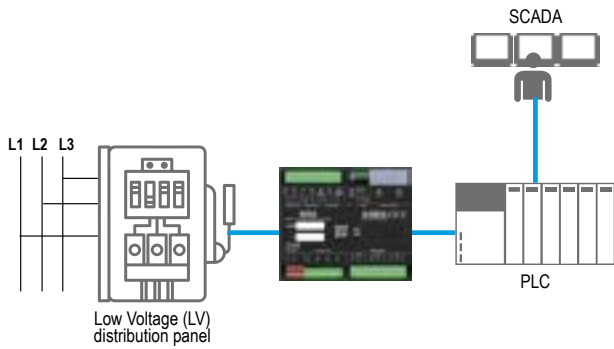 SCADA
L1 L2 L3
PLC
Low Voltage (LV)
distribution panel